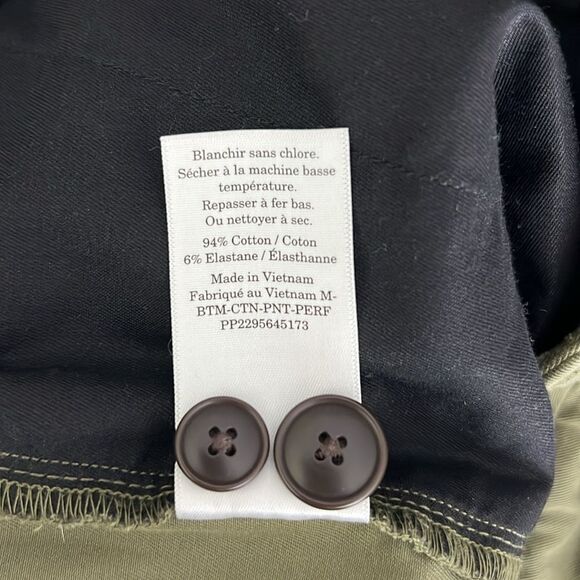 Blanchir sans chlore.
Sécher à la machine basse
température.
Repasser à fer bas.
Ou nettoyer à sec.
94% Cotton / Coton
6% Elastane / Élasthanne
Made in Vietnam
Fabriqué au Vietnam M-
BTM-CTN-PNT-PERF
PP2295645173